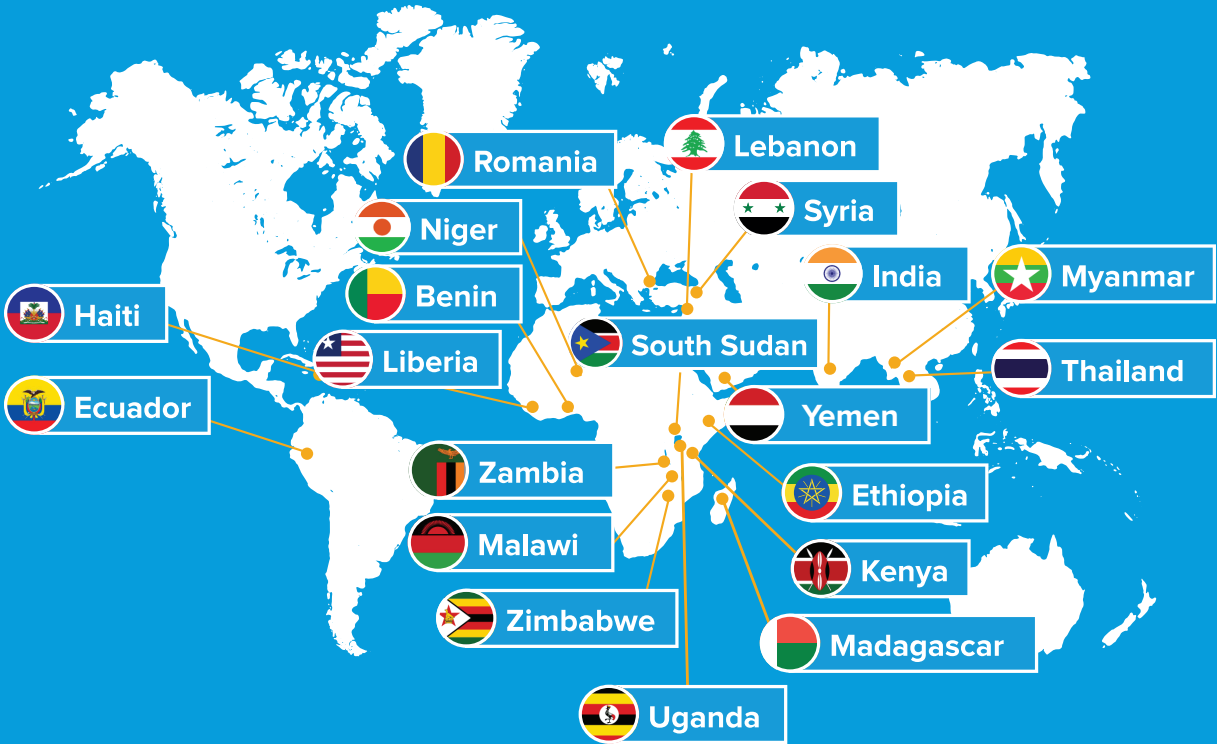 Lebanon
Romania
Syria
Niger
India
Myanmar
Benin
Haiti
South Sudan
Liberia
Thailand
Ecuador
Yemen
Zambia
Ethiopia
Malawi
Kenya
Zimbabwe
Madagascar
Uganda